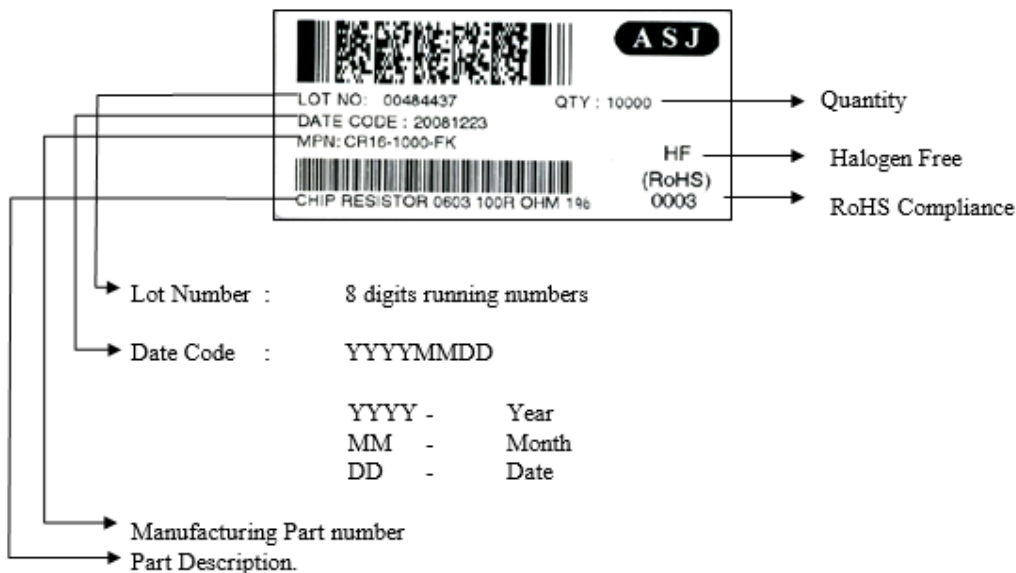 ASJ
LOT NO: 00484437 QTY : 10000
Quantity
DATE CODE : 20081223
MPN: CR16-1000-FK
HF
Halogen Free
(RoHS)
CHIP RESISTOR 0603 100R OHM 1%
0003
RoHS Compliance
Lot Number : 8 digits running numbers
Date Code : YYYYMMDD
YYYY - Year
MM - Month
DD - Date
Manufacturing Part number
Part Description.